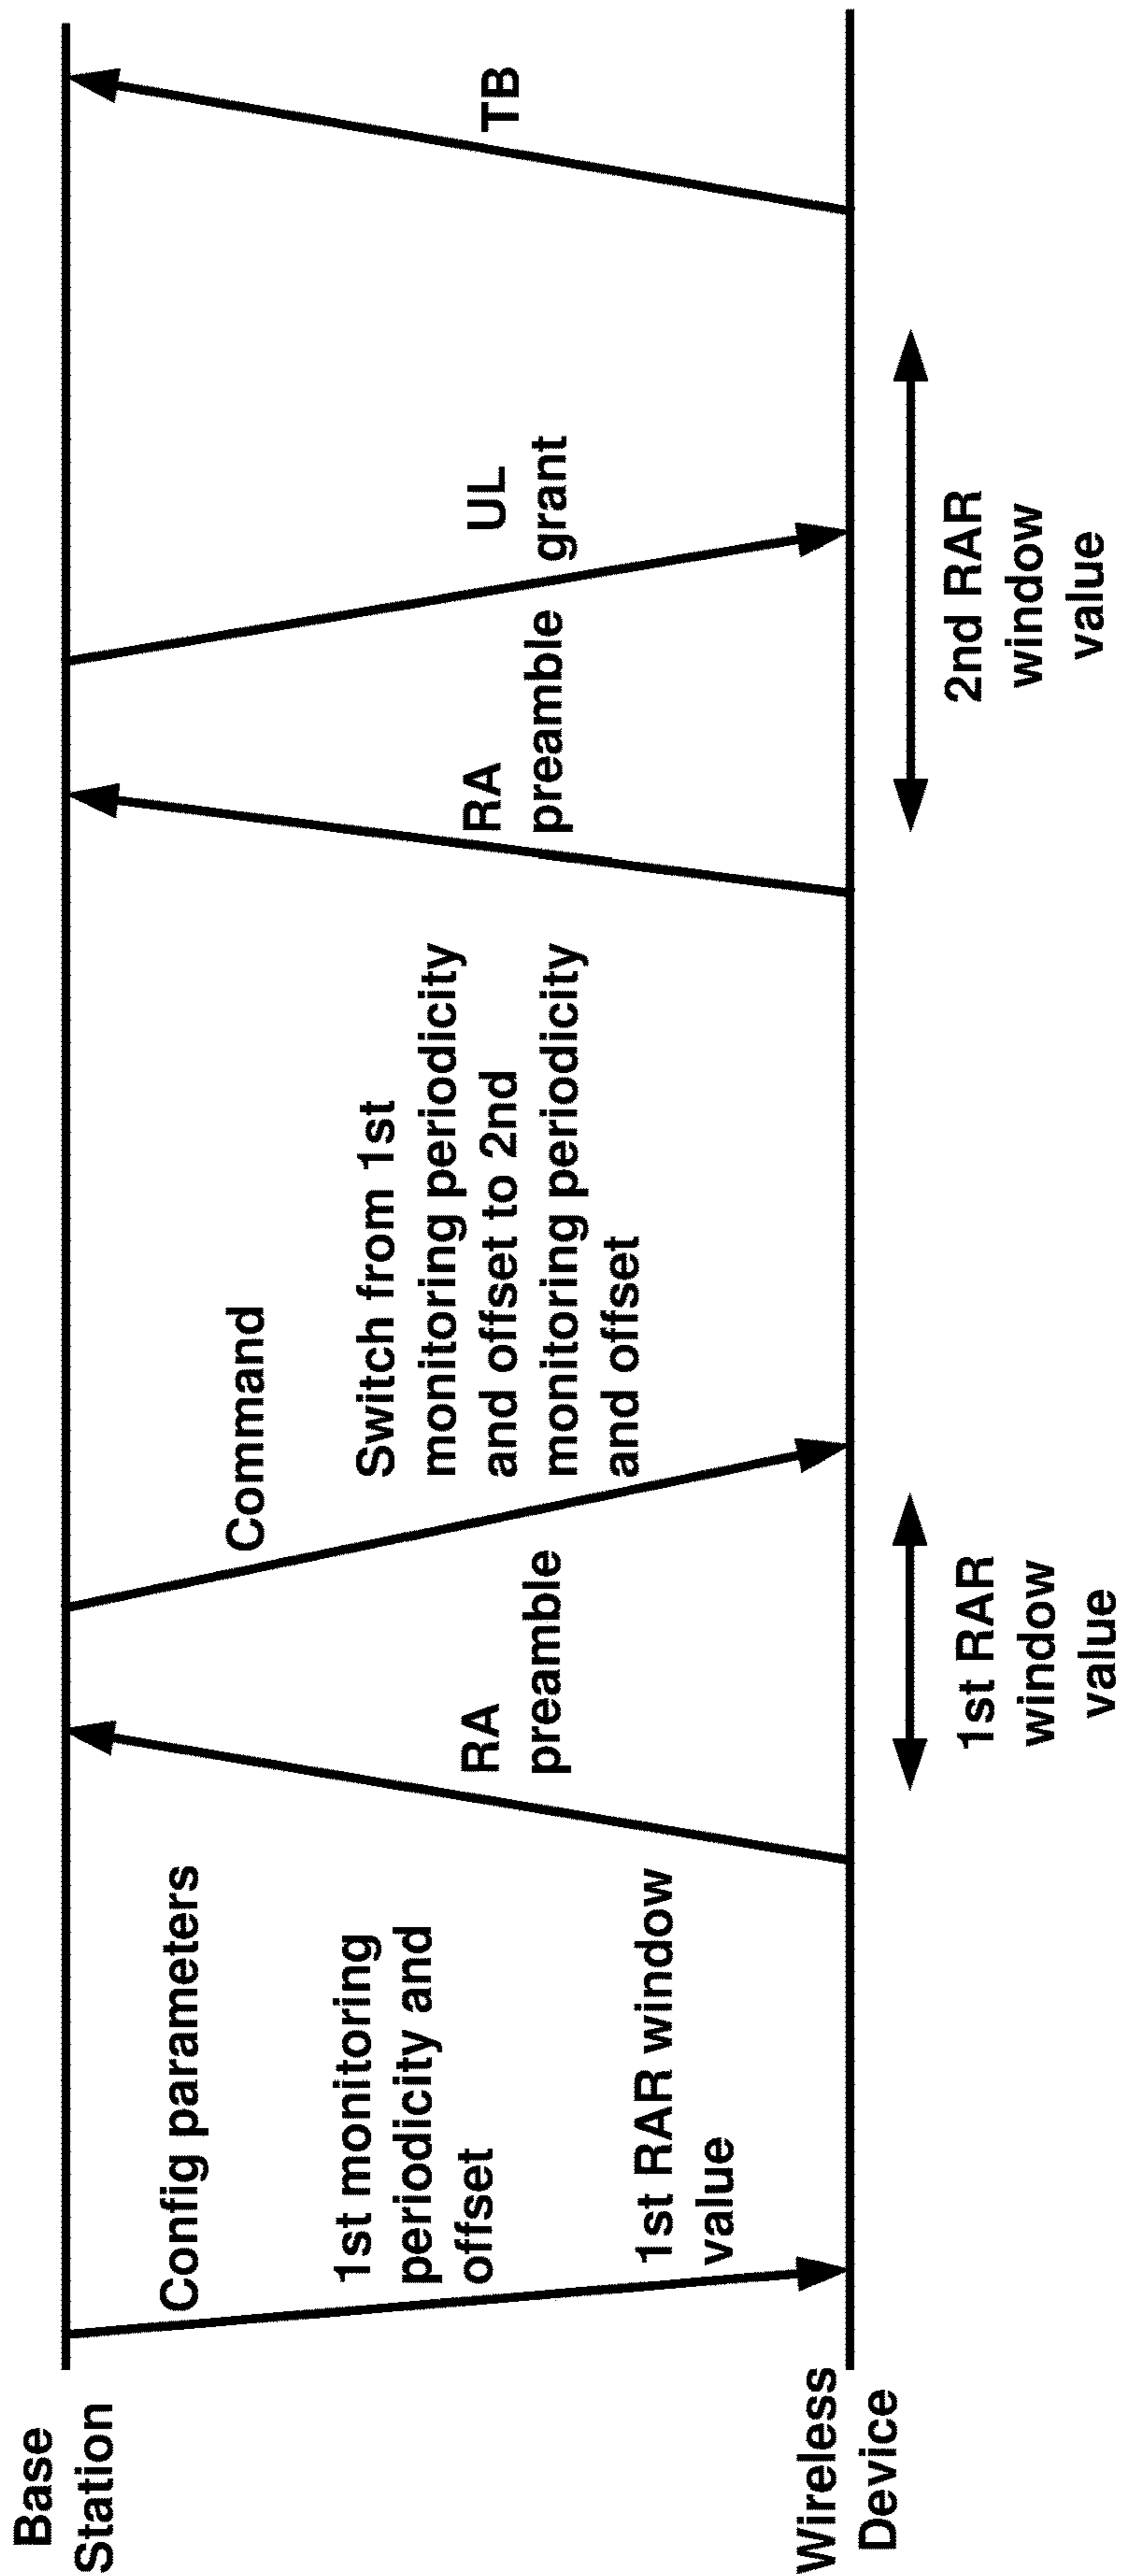 Base
Station
Wireless
Device
Config parameters
1st monitoring
periodicity and
offset
1st RAR window
value
RA
preamble
1st RAR
window
value
Command
Switch from 1st
monitoring periodicity
and offset to 2nd
monitoring periodicity
and offset
RA
preamble
UL
grant
2nd RAR
window
value
TB